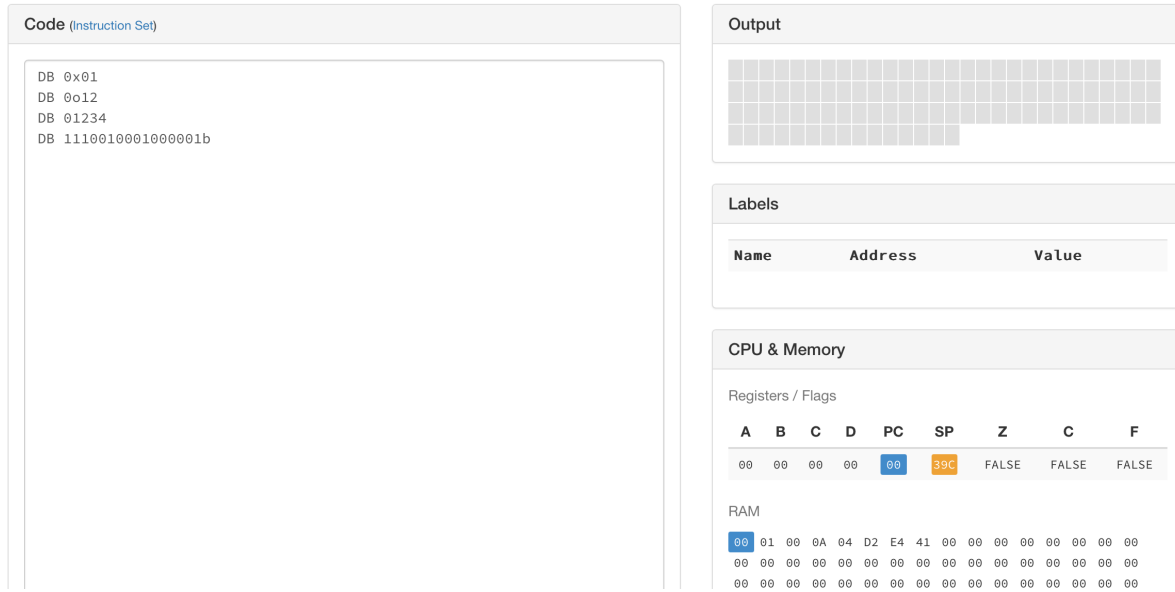 Code (Instruction Set)
DB 0x01
DB 0o12
DB 01234
DB 1110010001000001b
Output
Labels
Name Address Value
CPU & Memory
Registers / Flags
A B C D PC SP Z C F
00 00 00 00 00 39C FALSE FALSE FALSE
RAM
00 01 00 0A 04 D2 E4 41 00 00 00 00 00 00 00 00
00 00 00 00 00 00 00 00 00 00 00 00 00 00 00 00
00 00 00 00 00 00 00 00 00 00 00 00 00 00 00 00